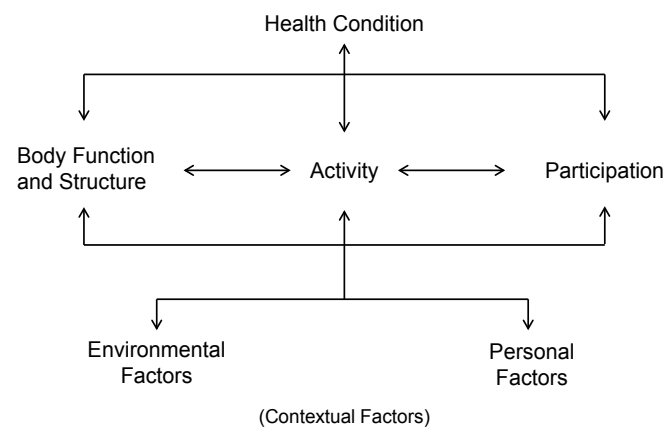 Health Condition
Body Function
and Structure
Activity
Participation
Environmental
Factors
Personal
Factors
(Contextual Factors)